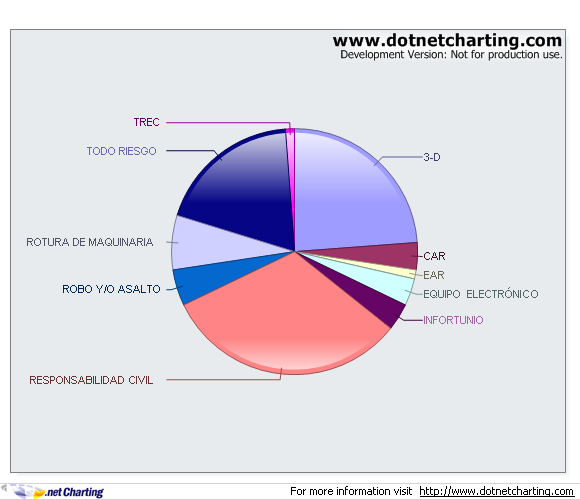 www.dotnetcharting.com
Development Version: Not for production use.
TREC
TODO RIESGO
3-D
ROTURA DE MAQUINARIA
CAR
EAR
ROBO Y/O ASALTO
EQUIPO ELECTRÓNICO
INFORTUNIO
RESPONSABILIDAD CIVIL
.net Charting
For more information visit http://www.dotnetcharting.com